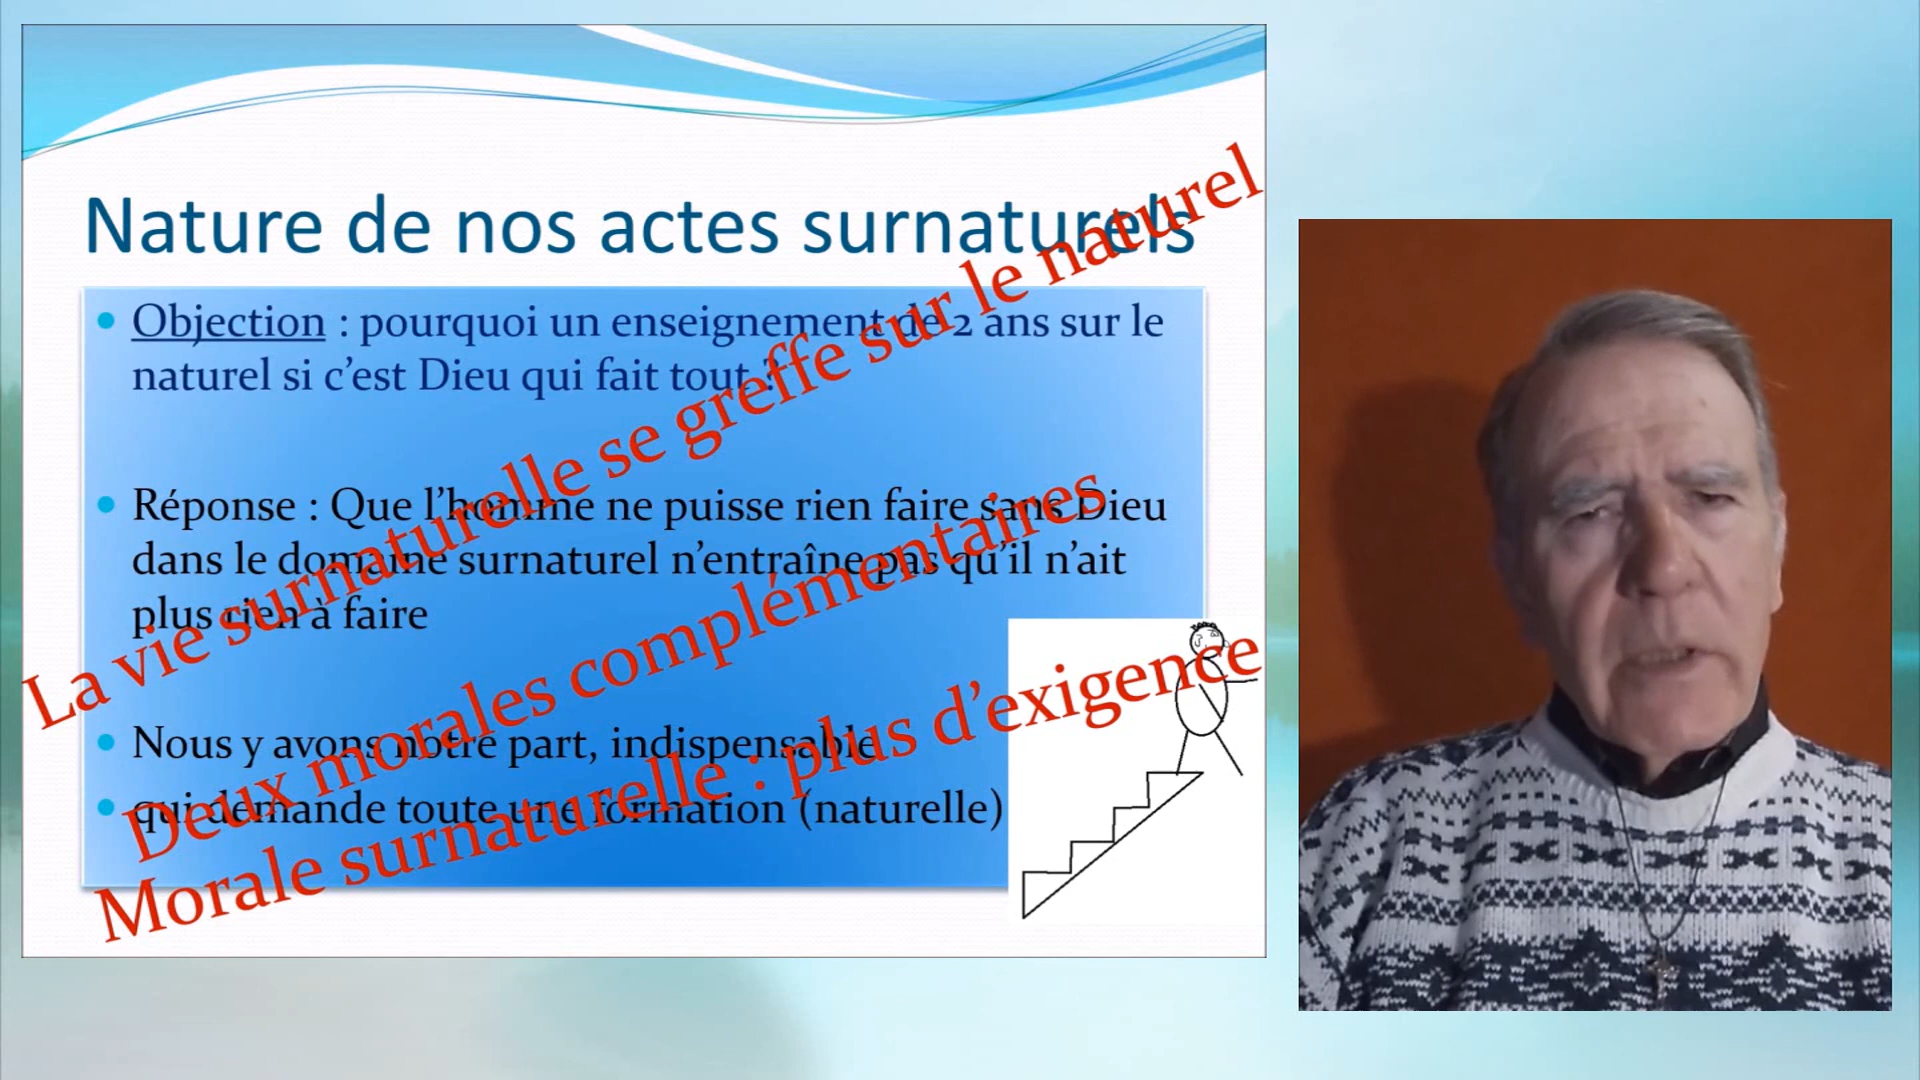 Nature de nos actes surnaturels
Objection : pourquoi un enseignement de 2 ans sur le
naturel si c’est Dieu qui fait tout ?
Réponse : Que l’homme ne puisse rien faire sans Dieu
dans le domaine surnaturel n’entraîne pas qu’il n’ait
plus rien à faire
Nous y avons notre part, indispensable
qui demande toute une formation (naturelle)
La vie surnaturelle se greffe sur le naturel
Deux morales complémentaires
Morale surnaturelle : plus d’exigence